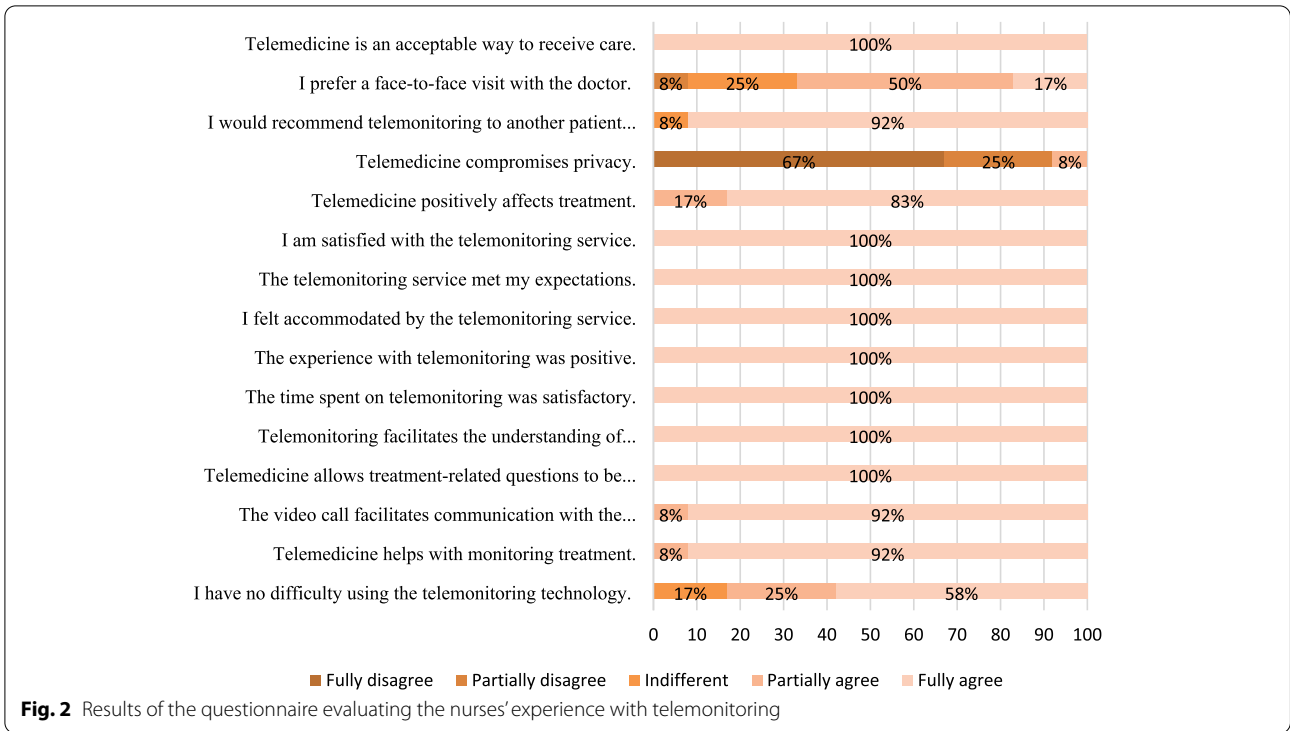 Telemedicine is an acceptable way to receive care.
100%
I prefer a face-to-face visit with the doctor.
8% 25% 50% 17%
I would recommend telemonitoring to another patient...
8% 92%
Telemedicine compromises privacy.
67% 25% 8%
Telemedicine positively affects treatment.
17% 83%
I am satisfied with the telemonitoring service.
100%
The telemonitoring service met my expectations.
100%
I felt accommodated by the telemonitoring service.
100%
The experience with telemonitoring was positive.
100%
The time spent on telemonitoring was satisfactory.
100%
Telemonitoring facilitates the understanding of...
100%
Telemedicine allows treatment-related questions to be...
100%
The video call facilitates communication with the...
8% 92%
Telemedicine helps with monitoring treatment.
8% 92%
I have no difficulty using the telemonitoring technology.
17% 25% 58%
0 10 20 30 40 50 60 70 80 90 100
Fully disagree Partially disagree Indifferent Partially agree Fully agree
Fig. 2 Results of the questionnaire evaluating the nurses' experience with telemonitoring